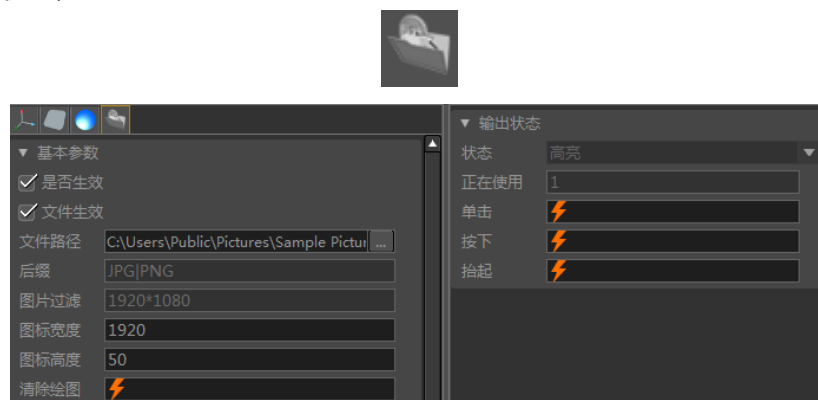 基本参数
是否生效
文件生效
文件路径 C:\Users\Public\Pictures\Sample Pictu ...
后缀 JPG|PNG
图片过滤 1920*1080
图标宽度 1920
图标高度 50
清除绘图
输出状态
状态 高亮
正在使用 1
单击
按下
抬起